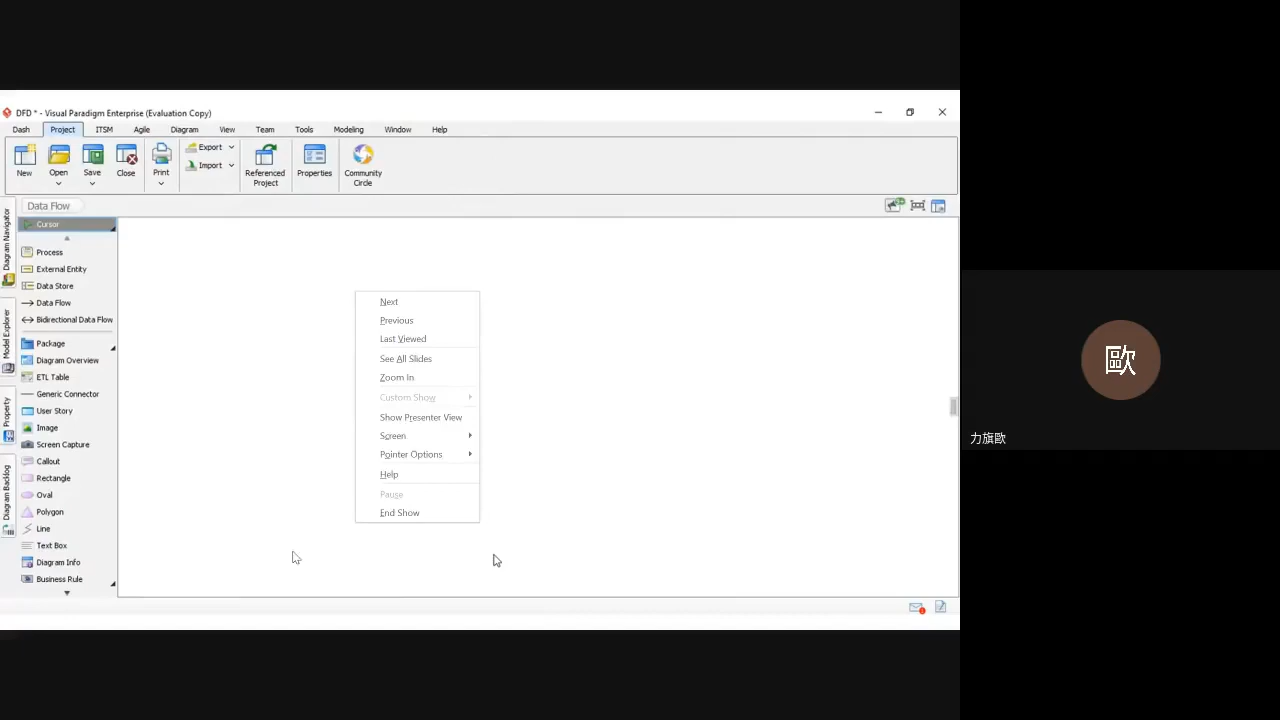 DFD * - Visual Paradigm Enterprise (Evaluation Copy)
Dash Project ITSM Agile Diagram View Team Tools Modeling Window Help
New Open Save Close Print Export Import Referenced Project Properties Community Circle
Data Flow
Diagram Navigator
Model Explorer
Property
Diagram Backlog
Cursor
Process
External Entity
Data Store
Data Flow
Bidirectional Data Flow
Package
Diagram Overview
ETL Table
Generic Connector
User Story
Image
Screen Capture
Callout
Rectangle
Oval
Polygon
Line
Text Box
Diagram Info
Business Rule
Next
Previous
Last Viewed
See All Slides
Zoom In
Custom Show
Show Presenter View
Screen
Pointer Options
Help
Pause
End Show
歐
力旗歐